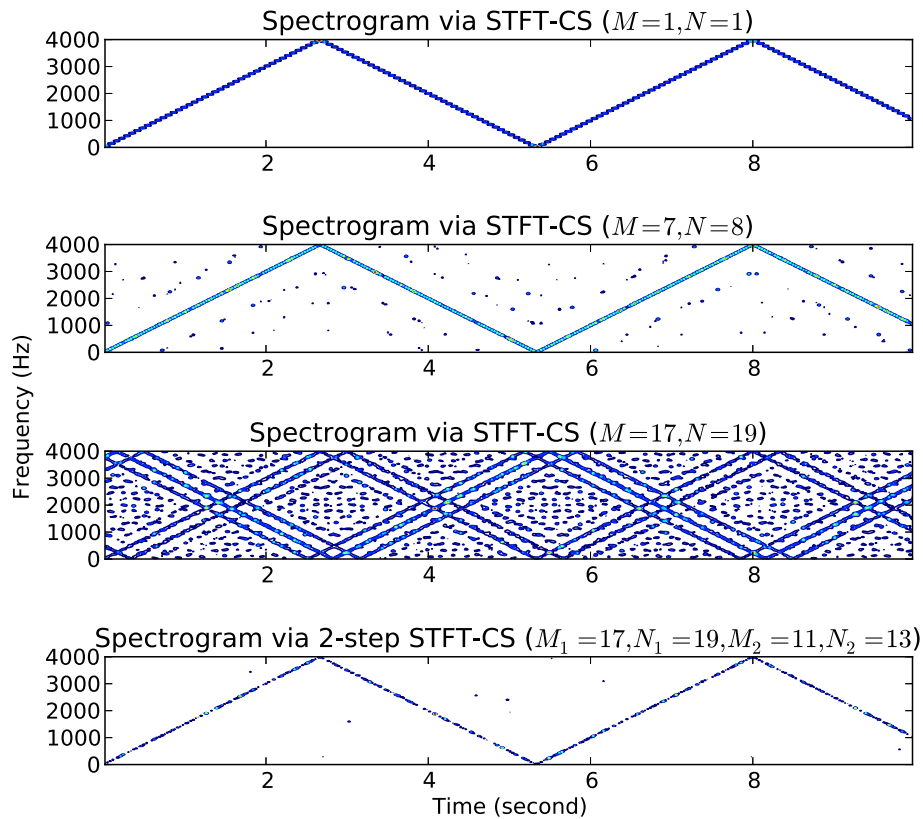 Spectrogram via STFT-CS (M=1,N=1)
4000
3000
2000
1000
0
2 4 6 8
Spectrogram via STFT-CS (M=7,N=8)
4000
3000
2000
1000
0
2 4 6 8
Spectrogram via STFT-CS (M=17,N=19)
4000
3000
2000
1000
0
2 4 6 8
Spectrogram via 2-step STFT-CS (M₁=17,N₁=19,M₂=11,N₂=13)
4000
3000
2000
1000
0
2 4 6 8
Frequency (Hz)
Time (second)